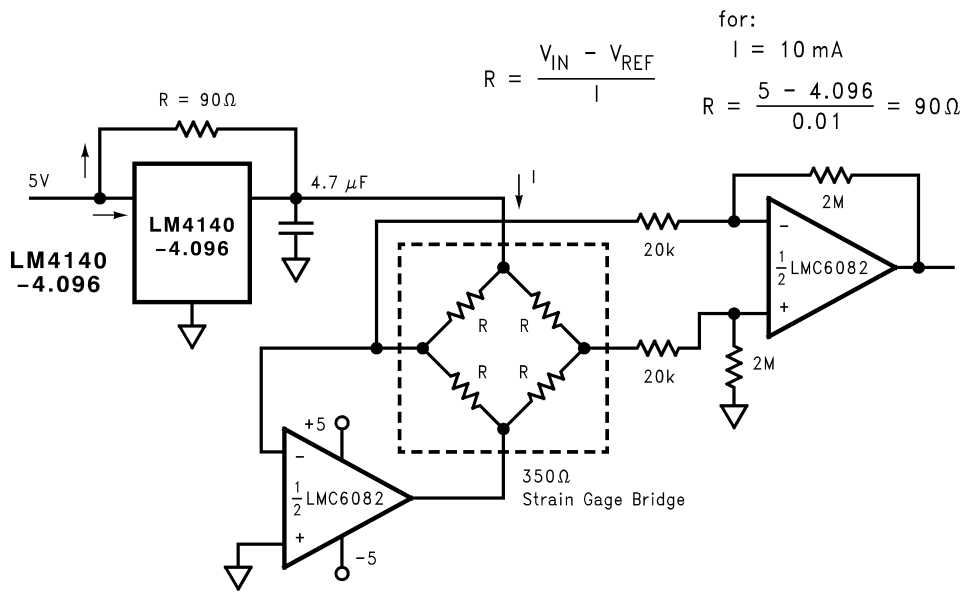 for:
I = 10 mA
R = (V_IN − V_REF) / I
R = (5 − 4.096) / 0.01 = 90Ω
R = 90Ω
5V
4.7 µF
I
LM4140
−4.096
LM4140
−4.096
20k
2M
−
1/2 LMC6082
+
R R
R R
20k
2M
+5
−
1/2 LMC6082
+
−5
350Ω
Strain Gage Bridge